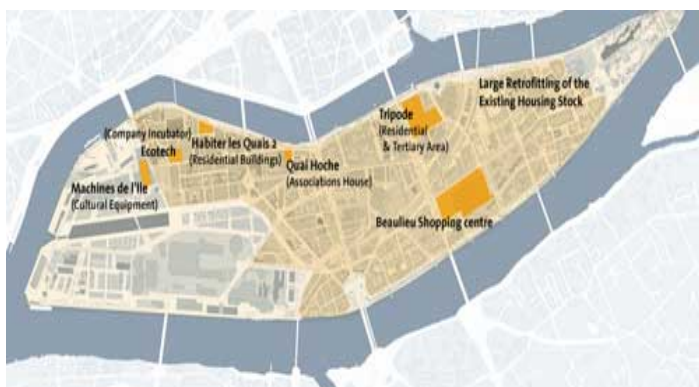 (Company Incubator)
Ecotech
Habiter les Quais 2
(Residential Buildings)
Machines de l'Ile
(Cultural Equipment)
Quai Hoche
(Associations House)
Tripode
(Residential
& Tertiary Area)
Large Retrofitting of the
Existing Housing Stock
Beaulieu Shopping centre